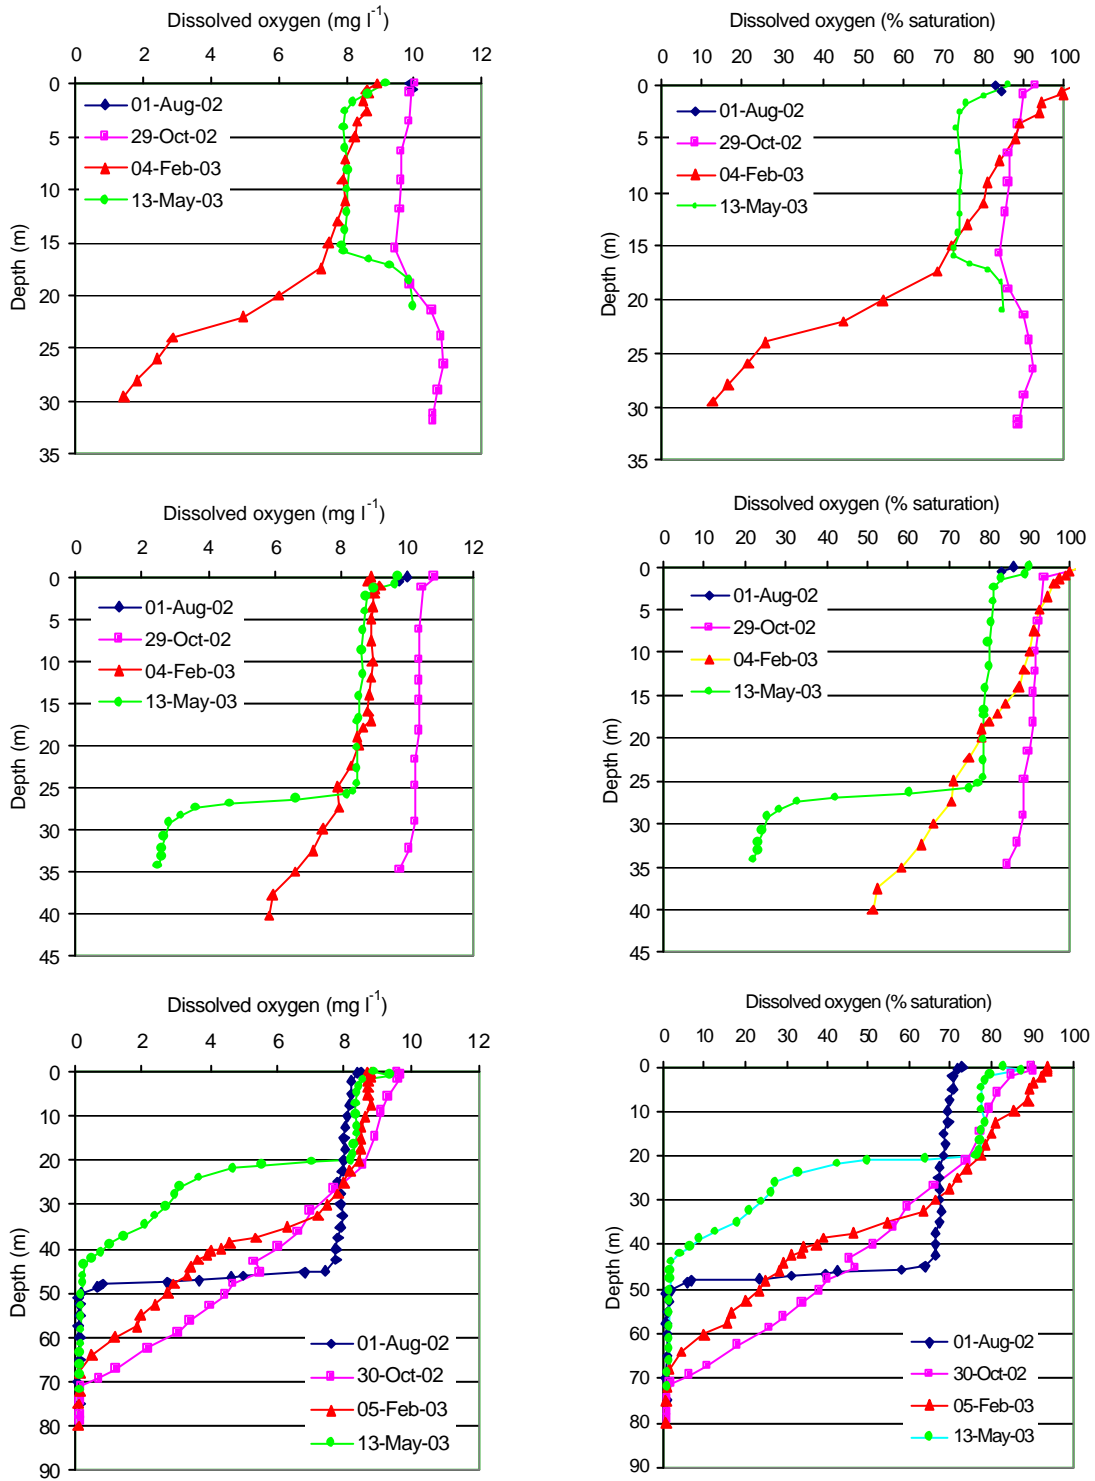 Dissolved oxygen (mg l⁻¹)
0 2 4 6 8 10 12
0
5
10
15
20
25
30
35
Depth (m)
01-Aug-02
29-Oct-02
04-Feb-03
13-May-03
Dissolved oxygen (% saturation)
0 10 20 30 40 50 60 70 80 90 100
0
5
10
15
20
25
30
35
Depth (m)
01-Aug-02
29-Oct-02
04-Feb-03
13-May-03
Dissolved oxygen (mg l⁻¹)
0 2 4 6 8 10 12
0
5
10
15
20
25
30
35
40
45
Depth (m)
01-Aug-02
29-Oct-02
04-Feb-03
13-May-03
Dissolved oxygen (% saturation)
0 10 20 30 40 50 60 70 80 90 100
0
5
10
15
20
25
30
35
40
45
Depth (m)
01-Aug-02
29-Oct-02
04-Feb-03
13-May-03
Dissolved oxygen (mg l⁻¹)
0 2 4 6 8 10 12
0
10
20
30
40
50
60
70
80
90
Depth (m)
01-Aug-02
30-Oct-02
05-Feb-03
13-May-03
Dissolved oxygen (% saturation)
0 10 20 30 40 50 60 70 80 90 100
0
10
20
30
40
50
60
70
80
90
Depth (m)
01-Aug-02
30-Oct-02
05-Feb-03
13-May-03